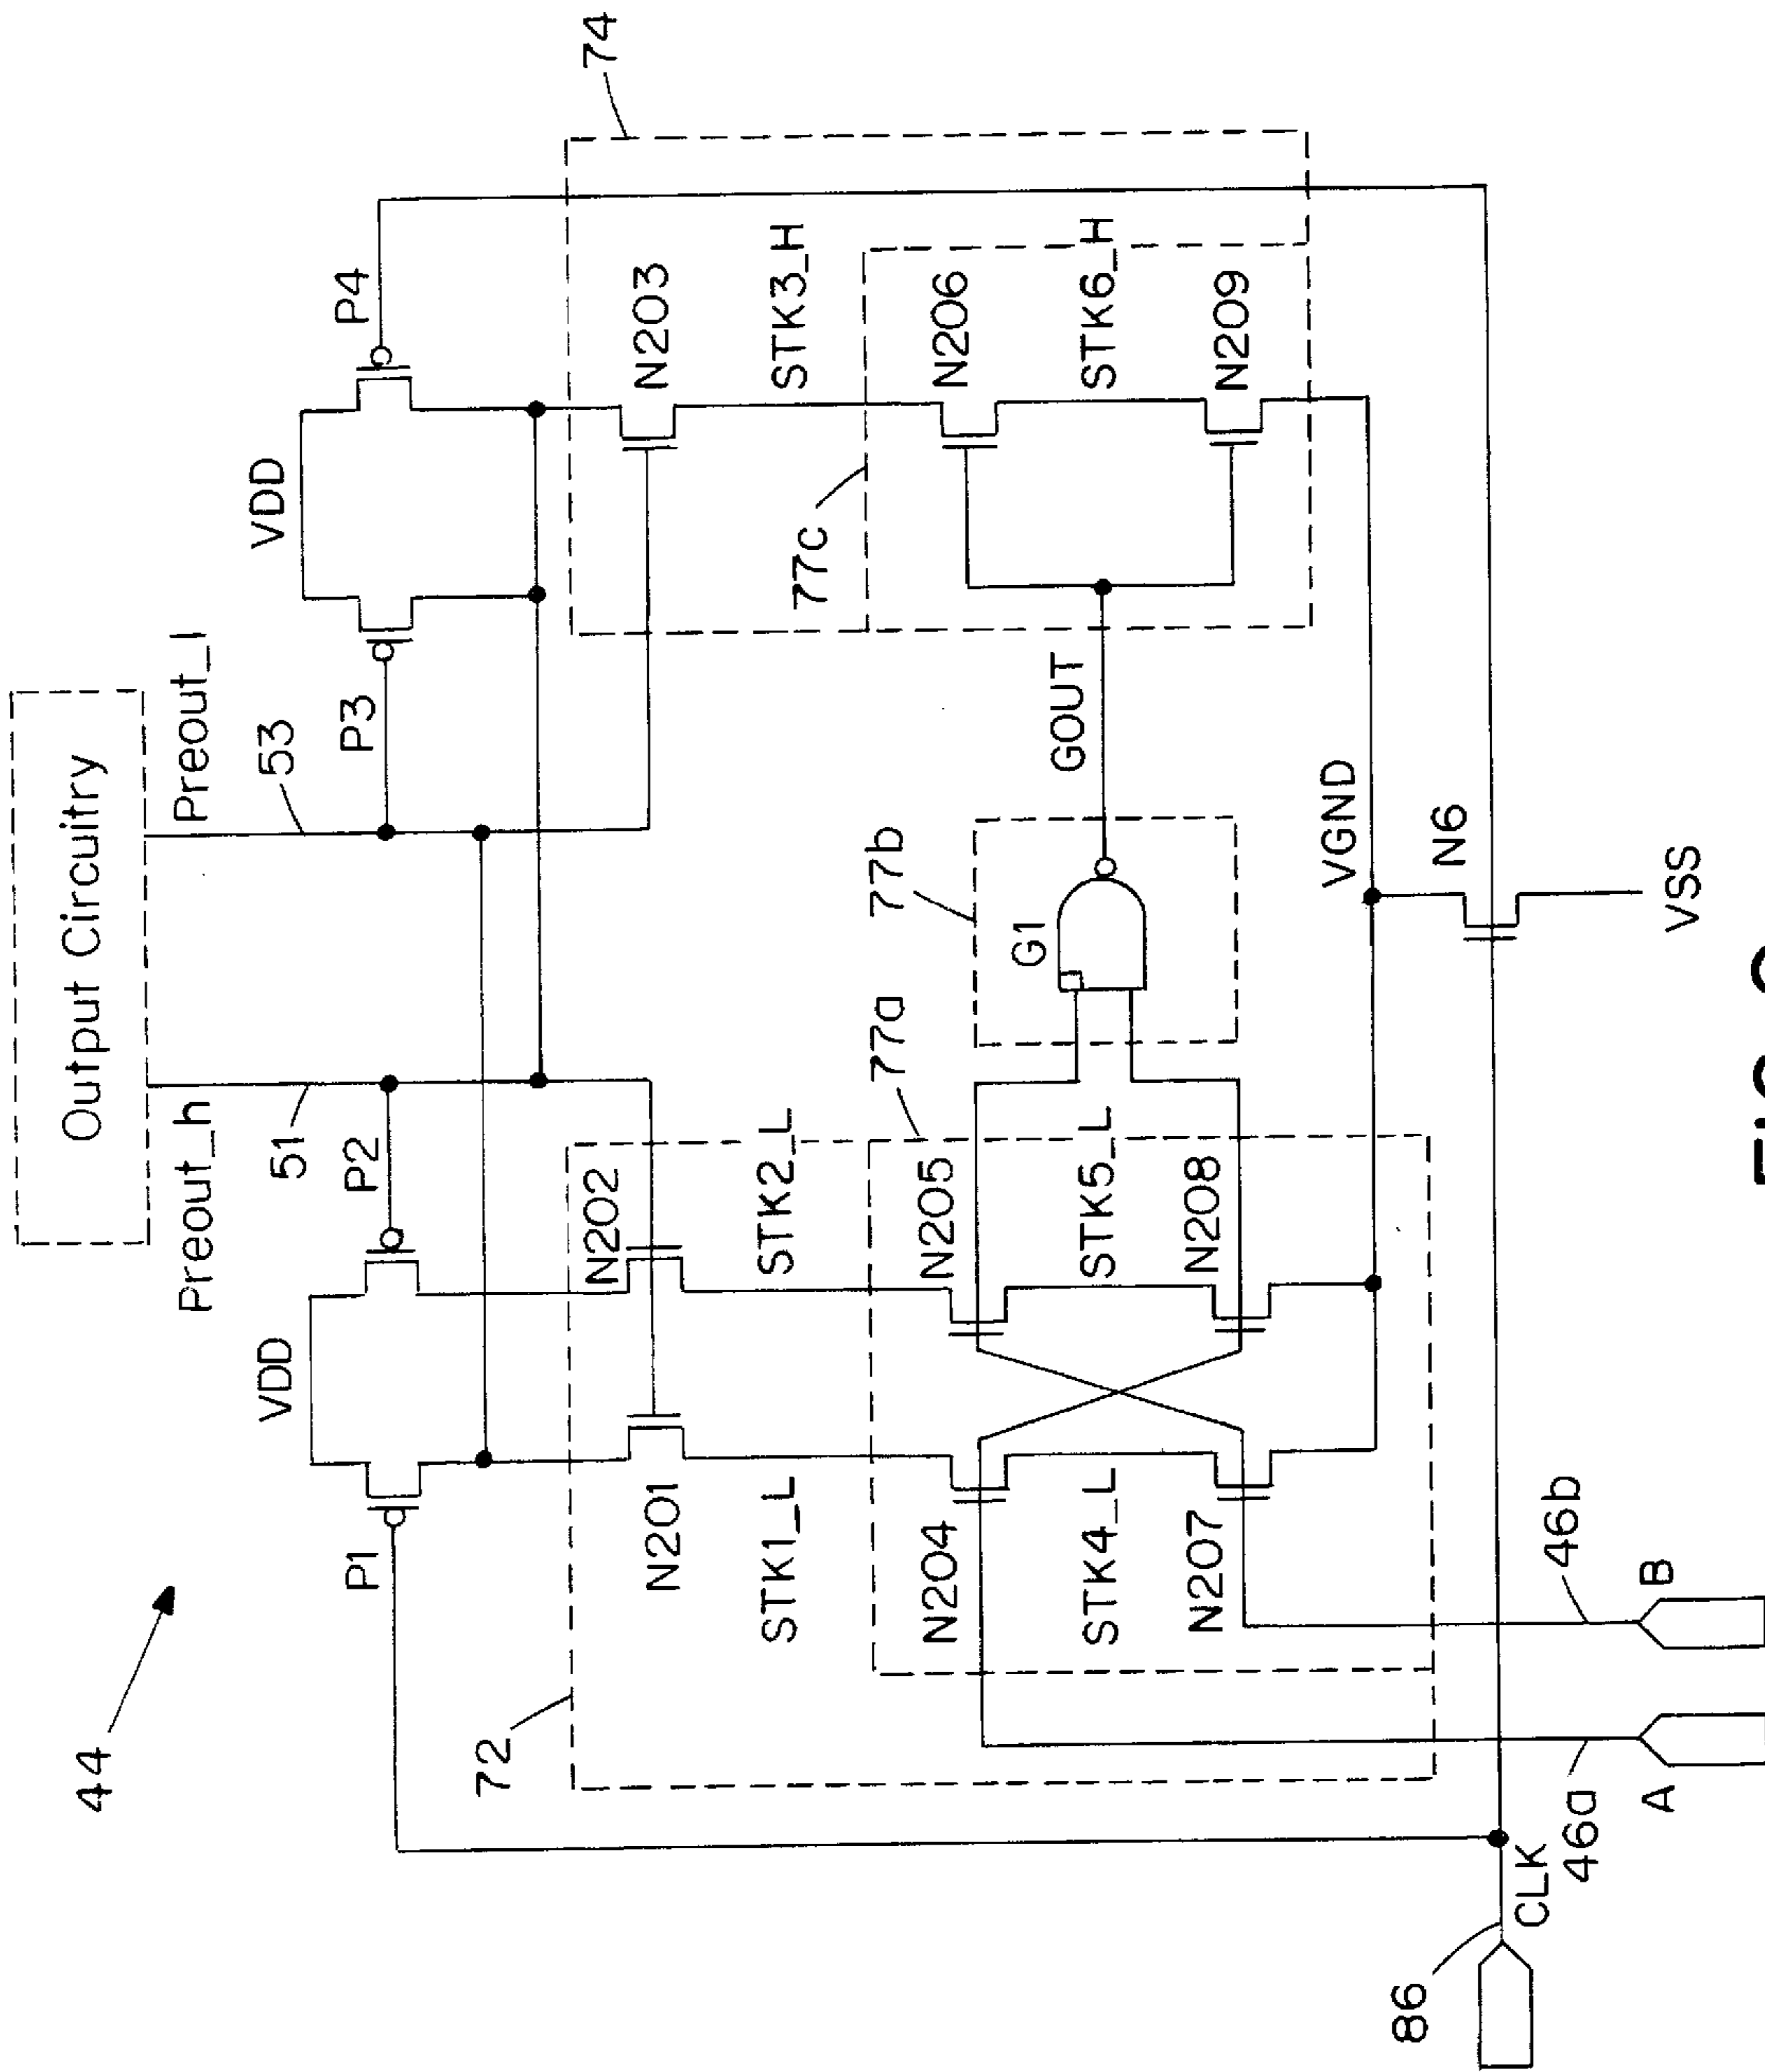 44
Output Circuitry
Preout_h
51
53
Preout_l
VDD
VDD
P1
P2
P3
P4
74
72
N201
N202
N203
STK1_L
STK2_L
STK3_H
77a
77b
77c
N204
N205
G1
GOUT
N206
STK4_L
STK5_L
STK6_H
N207
N208
N209
VGND
N6
VSS
86
CLK
46a
46b
A
B